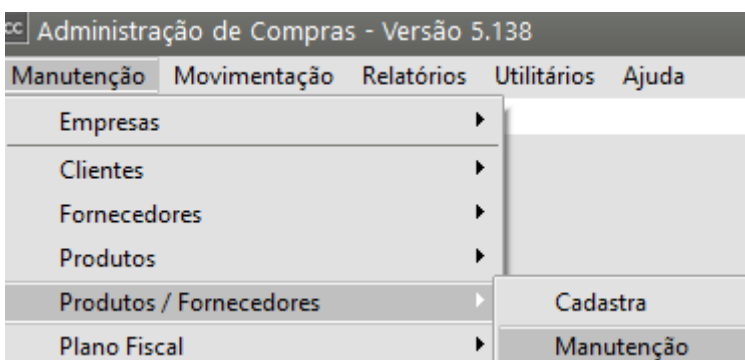 cc Administração de Compras - Versão 5.138
Manutenção Movimentação Relatórios Utilitários Ajuda
Empresas
Clientes
Fornecedores
Produtos
Produtos / Fornecedores
Cadastra
Plano Fiscal
Manutenção